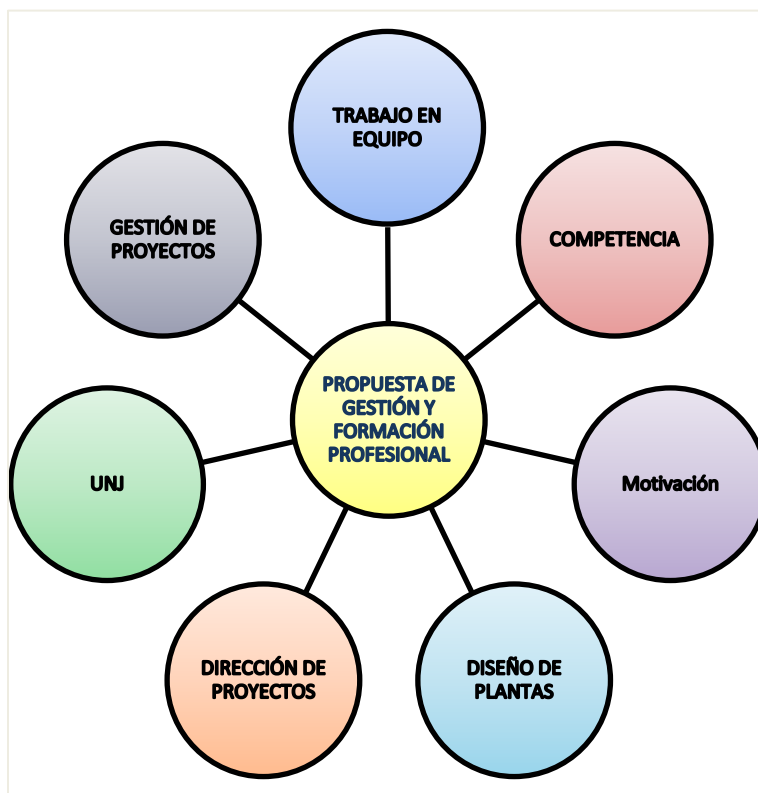 TRABAJO EN
EQUIPO
GESTIÓN DE
PROYECTOS
COMPETENCIA
PROPUESTA DE
GESTIÓN Y
FORMACIÓN
PROFESIONAL
UNJ
Motivación
DIRECCIÓN DE
PROYECTOS
DISEÑO DE
PLANTAS